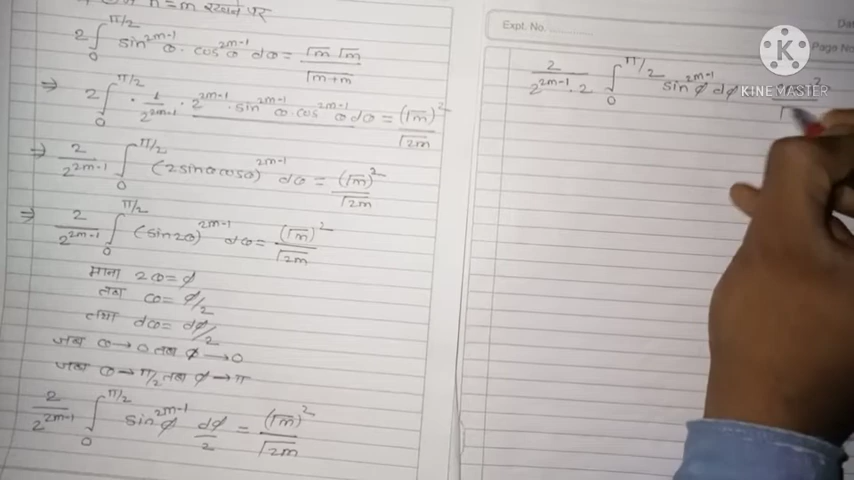 n=m रखने पर
2∫₀^{π/2} sin^{2m-1}θ · cos^{2m-1}θ dθ = Γm Γm / Γm+m
⇒ 2∫₀^{π/2} · 1/2^{2m-1} · 2^{2m-1} · sin^{2m-1}θ · cos^{2m-1}θ dθ = (Γm)² / Γ2m
⇒ 2/2^{2m-1} ∫₀^{π/2} (2sinθcosθ)^{2m-1} dθ = (Γm)² / Γ2m
⇒ 2/2^{2m-1} ∫₀^{π/2} (sin2θ)^{2m-1} dθ = (Γm)² / Γ2m
माना 2θ=φ
तब θ=φ/2
तथा dθ=dφ/2
जब θ→0 तब φ→0
जब θ→π/2 तब φ→π
2/2^{2m-1} ∫₀^{π/2} sin^{2m-1}φ dφ/2 = (Γm)² / Γ2m
Expt. No.
Dat
Page No
2/2^{2m-1}·2 ∫₀^{π/2} sin^{2m-1}φ dφ
KINEMASTER